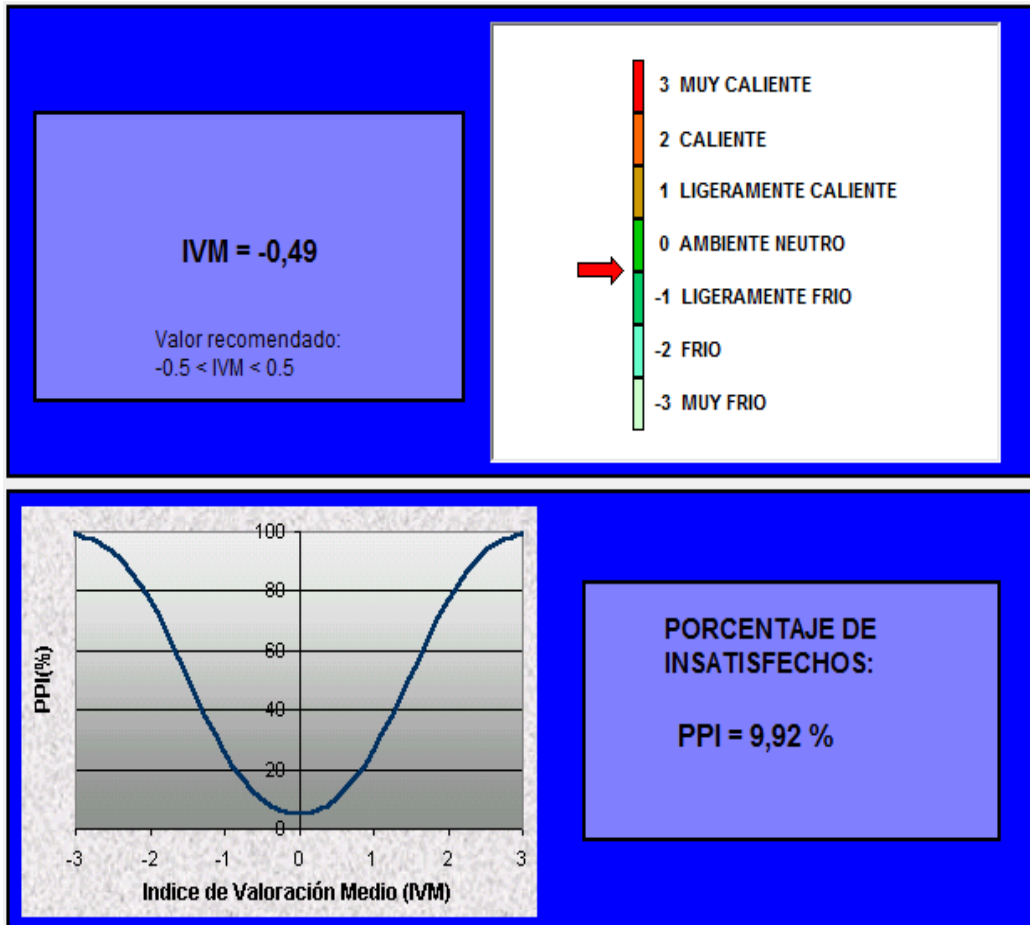 IVM = -0,49
Valor recomendado:
-0.5 < IVM < 0.5
3 MUY CALIENTE
2 CALIENTE
1 LIGERAMENTE CALIENTE
0 AMBIENTE NEUTRO
-1 LIGERAMENTE FRIO
-2 FRIO
-3 MUY FRIO
PPI(%)
100
80
60
40
20
0
-3 -2 -1 0 1 2 3
Indice de Valoración Medio (IVM)
PORCENTAJE DE
INSATISFECHOS:
PPI = 9,92 %